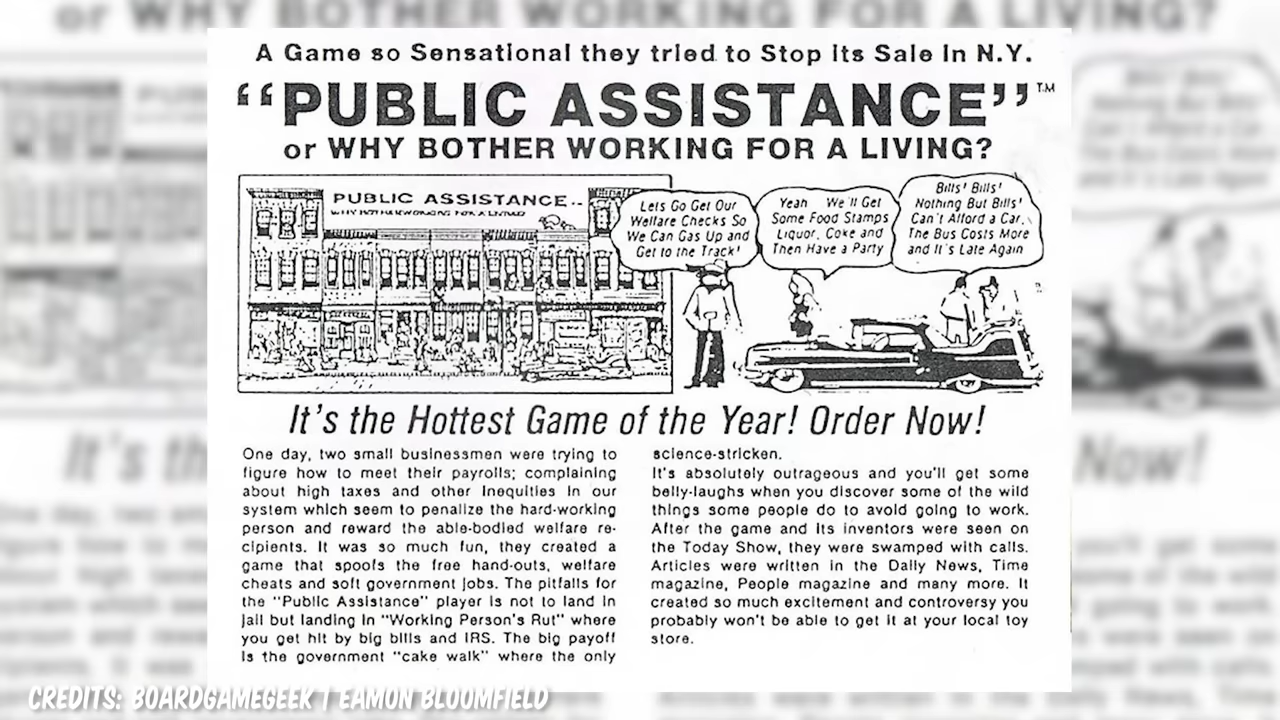 A Game so Sensational they tried to Stop its Sale in N.Y.
“PUBLIC ASSISTANCE”™
or WHY BOTHER WORKING FOR A LIVING?
PUBLIC ASSISTANCE..
Lets Go Get Our
Welfare Checks So
We Can Gas Up and
Get to the Track!
Yeah We'll Get
Some Food Stamps
Liquor, Coke and
Then Have a Party
Bills! Bills!
Nothing But Bills!
Can't Afford a Car,
The Bus Costs More
and It's Late Again
It's the Hottest Game of the Year! Order Now!
One day, two small businessmen were trying to
figure how to meet their payrolls; complaining
about high taxes and other inequities in our
system which seem to penalize the hard-working
person and reward the able-bodied welfare re-
cipients. It was so much fun, they created a
game that spoofs the free hand-outs, welfare
cheats and soft government jobs. The pitfalls for
the "Public Assistance" player is not to land in
jail but landing in "Working Person's Rut" where
you get hit by big bills and IRS. The big payoff
is the government "cake walk" where the only
science-stricken.
It's absolutely outrageous and you'll get some
belly-laughs when you discover some of the wild
things some people do to avoid going to work.
After the game and its inventors were seen on
the Today Show, they were swamped with calls.
Articles were written in the Daily News, Time
magazine, People magazine and many more. It
created so much excitement and controversy you
probably won't be able to get it at your local toy
store.
CREDITS: BOARDGAMEGEEK | EAMON BLOOMFIELD